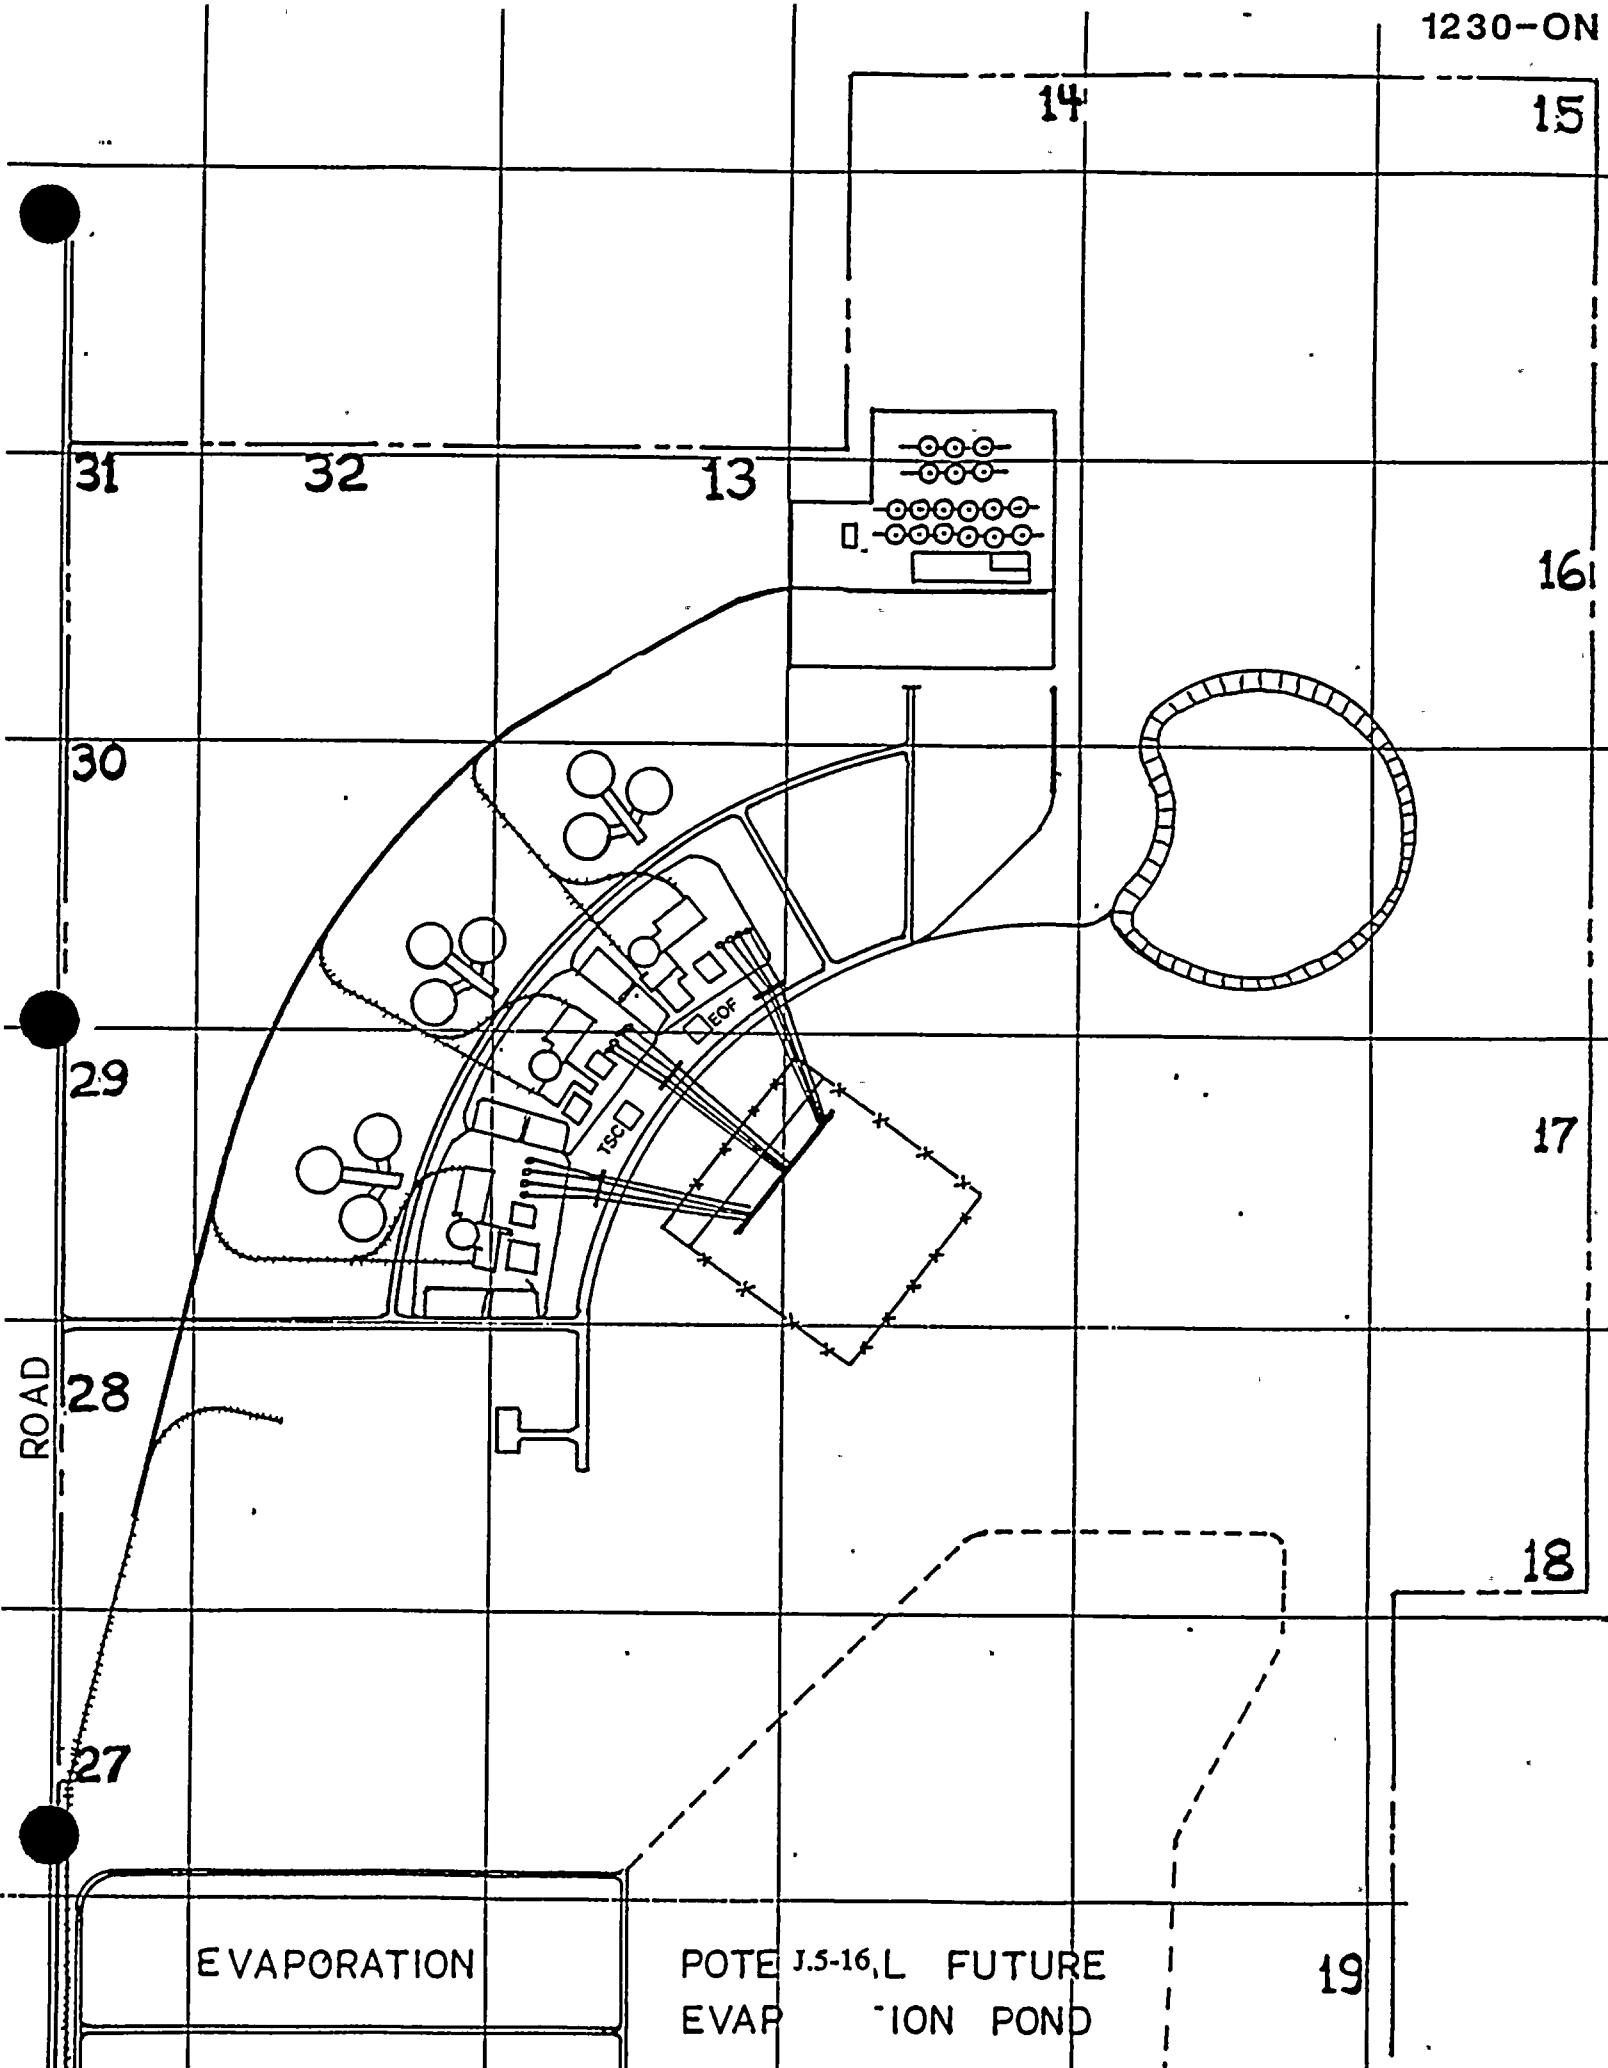 1230-ON
14
15
31
32
13
16
30
EOF
29
TSC
17
ROAD
28
18
27
EVAPORATION
POTE J.5-16 L FUTURE
19
EVAP TION POND